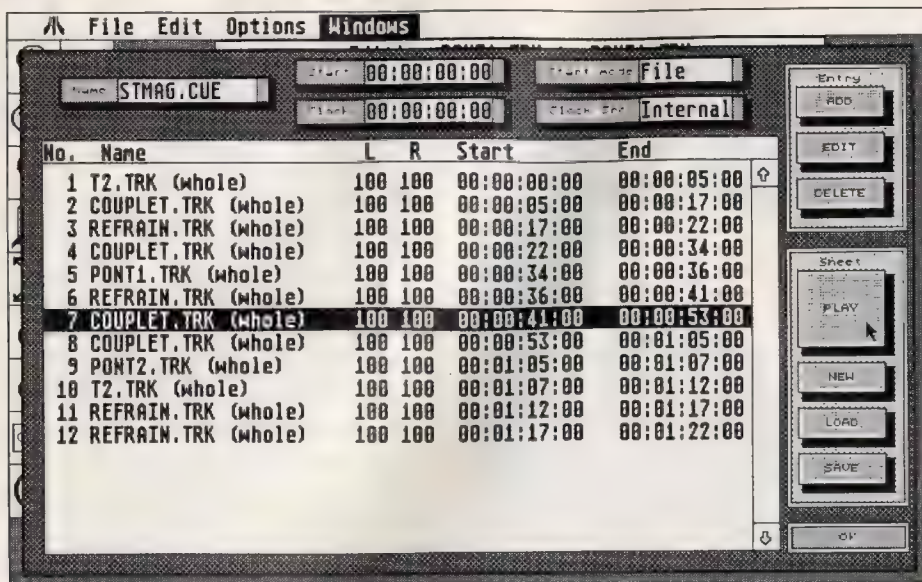 File Edit Options Windows
Name STMAG.CUE
Start 00:00:00:00
Start mode File
Clock 00:00:00:00
Clock Src Internal
No. Name L R Start End
1 T2.TRK (whole) 100 100 00:00:00:00 00:00:05:00
2 COUPLET.TRK (whole) 100 100 00:00:05:00 00:00:17:00
3 REFRAIN.TRK (whole) 100 100 00:00:17:00 00:00:22:00
4 COUPLET.TRK (whole) 100 100 00:00:22:00 00:00:34:00
5 PONT1.TRK (whole) 100 100 00:00:34:00 00:00:36:00
6 REFRAIN.TRK (whole) 100 100 00:00:36:00 00:00:41:00
7 COUPLET.TRK (whole) 100 100 00:00:41:00 00:00:53:00
8 COUPLET.TRK (whole) 100 100 00:00:53:00 00:01:05:00
9 PONT2.TRK (whole) 100 100 00:01:05:00 00:01:07:00
10 T2.TRK (whole) 100 100 00:01:07:00 00:01:12:00
11 REFRAIN.TRK (whole) 100 100 00:01:12:00 00:01:17:00
12 REFRAIN.TRK (whole) 100 100 00:01:17:00 00:01:22:00
Entry
ADD
EDIT
DELETE
Sheet
PLAY
NEW
LOAD
SAVE
OK